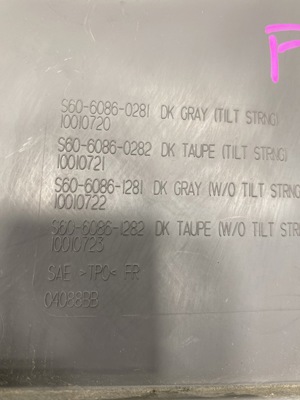 F
S60-6086-0281 DK GRAY (TILT STRNG)
10010720
S60-6086-0282 DK TAUPE (TILT STRNG)
10010721
S60-6086-1281 DK GRAY (W/O TILT STRNG
10010722
S60-6086-1282 DK TAUPE (W/O TILT STR
10010723
SAE >TPO< FR